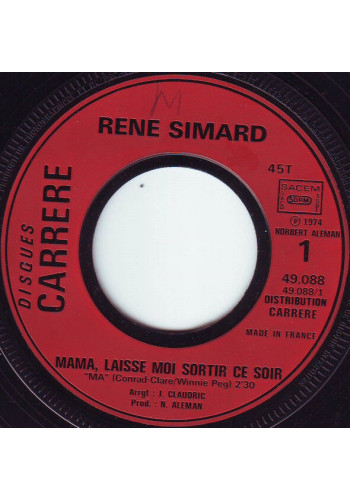 M
RENE SIMARD
DISQUES
CARRERE
45T
SACEM
SDRM
℗ 1974
NORBERT ALEMAN
1
49.088
49.088/1
DISTRIBUTION
CARRERE
MADE IN FRANCE
MAMA, LAISSE MOI SORTIR CE SOIR
"MA" (Conrad-Clare/Winnie Peg) 2'30
Arrgt : J. CLAUDRIC
Prod. : N. ALEMAN